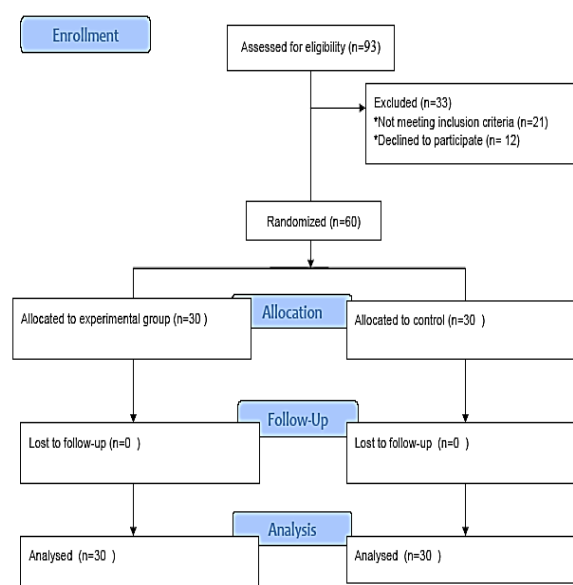 Enrollment
Assessed for eligibility (n=93)
Excluded (n=33)
*Not meeting inclusion criteria (n=21)
*Declined to participate (n= 12)
Randomized (n=60)
Allocated to experimental group (n=30 )
Allocation
Allocated to control (n=30 )
Follow-Up
Lost to follow-up (n=0 )
Lost to follow-up (n=0 )
Analysis
Analysed (n=30 )
Analysed (n=30 )